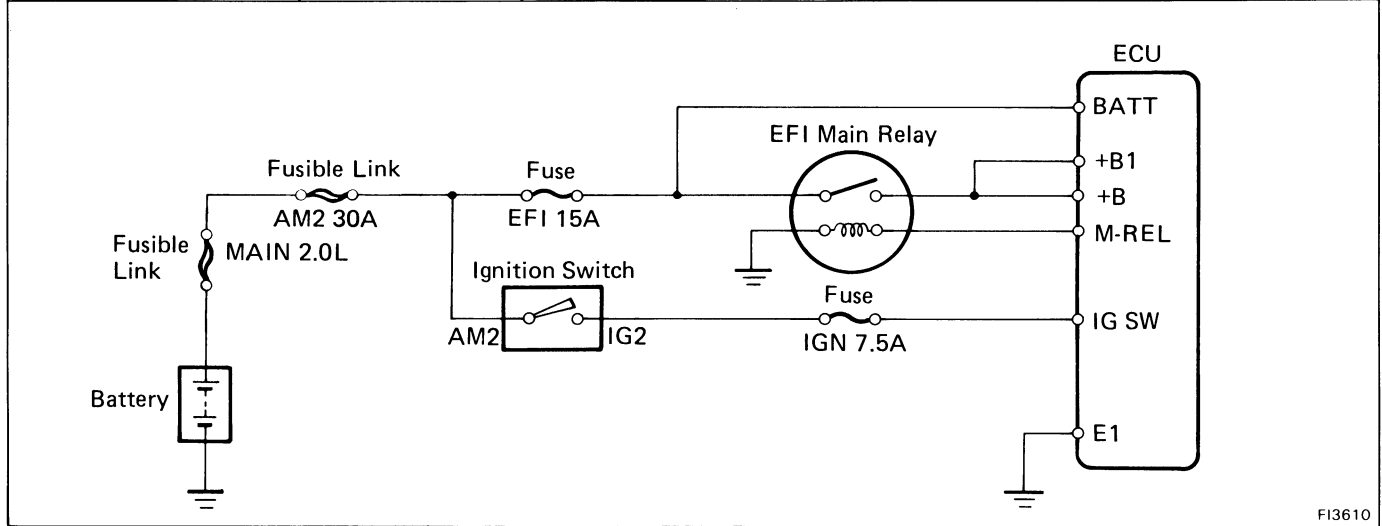 ECU
BATT
EFI Main Relay
+B1
Fusible Link
Fuse
+B
AM2 30A
EFI 15A
M-REL
Fusible
Link
MAIN 2.0L
Ignition Switch
Fuse
AM2
IG2
IGN 7.5A
IG SW
Battery
E1
FI3610